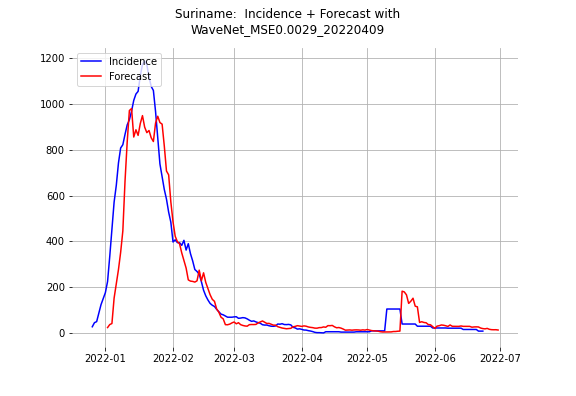 Suriname:  Incidence + Forecast with
WaveNet_MSE0.0029_20220409
Incidence
Forecast
1200
1000
800
600
400
200
0
2022-01 2022-02 2022-03 2022-04 2022-05 2022-06 2022-07